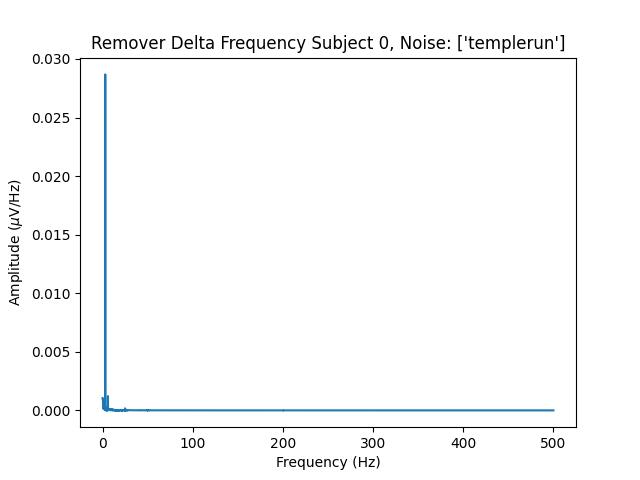 Remover Delta Frequency Subject 0, Noise: ['templerun']
0.030
0.025
0.020
0.015
0.010
0.005
0.000
Amplitude (μV/Hz)
0 100 200 300 400 500
Frequency (Hz)